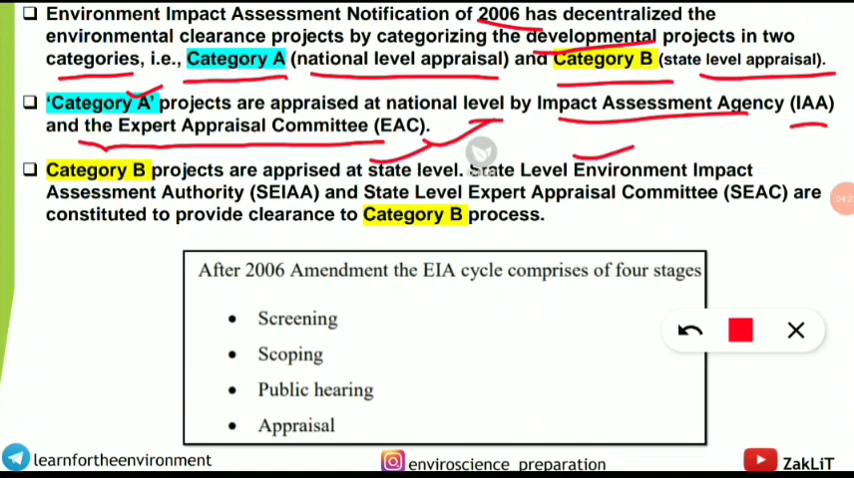 Environment Impact Assessment Notification of 2006 has decentralized the
environmental clearance projects by categorizing the developmental projects in two
categories, i.e., Category A (national level appraisal) and Category B (state level appraisal).
‘Category A’ projects are appraised at national level by Impact Assessment Agency (IAA)
and the Expert Appraisal Committee (EAC).
Category B projects are apprised at state level. State Level Environment Impact
Assessment Authority (SEIAA) and State Level Expert Appraisal Committee (SEAC) are
constituted to provide clearance to Category B process.
After 2006 Amendment the EIA cycle comprises of four stages
Screening
Scoping
Public hearing
Appraisal
learnfortheenvironment
enviroscience_preparation
ZakLiT